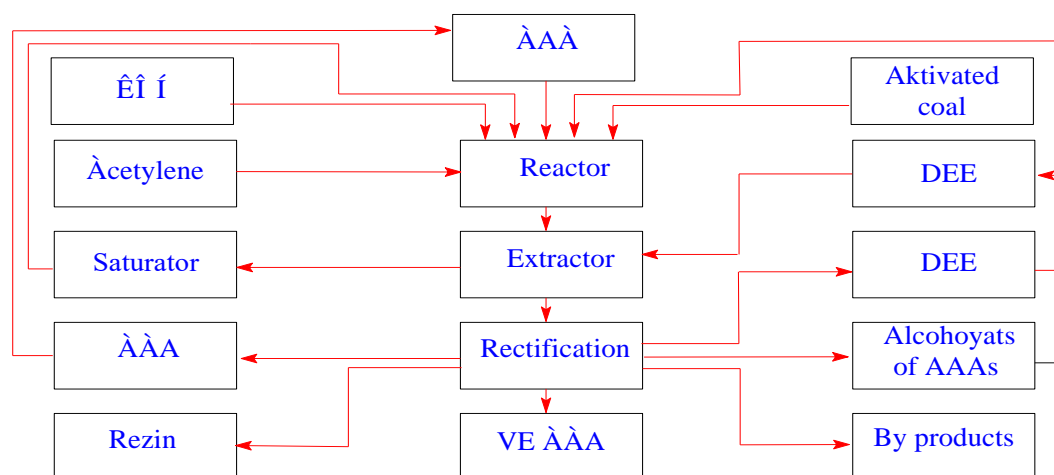 ÀAÀ
ÊÎ Í
Aktivated
coal
Àcetylene
Reactor
DEE
Saturator
Extractor
DEE
ÀÀA
Rectification
Alcohoyats
of AAAs
Rezin
VE ÀÀA
By products